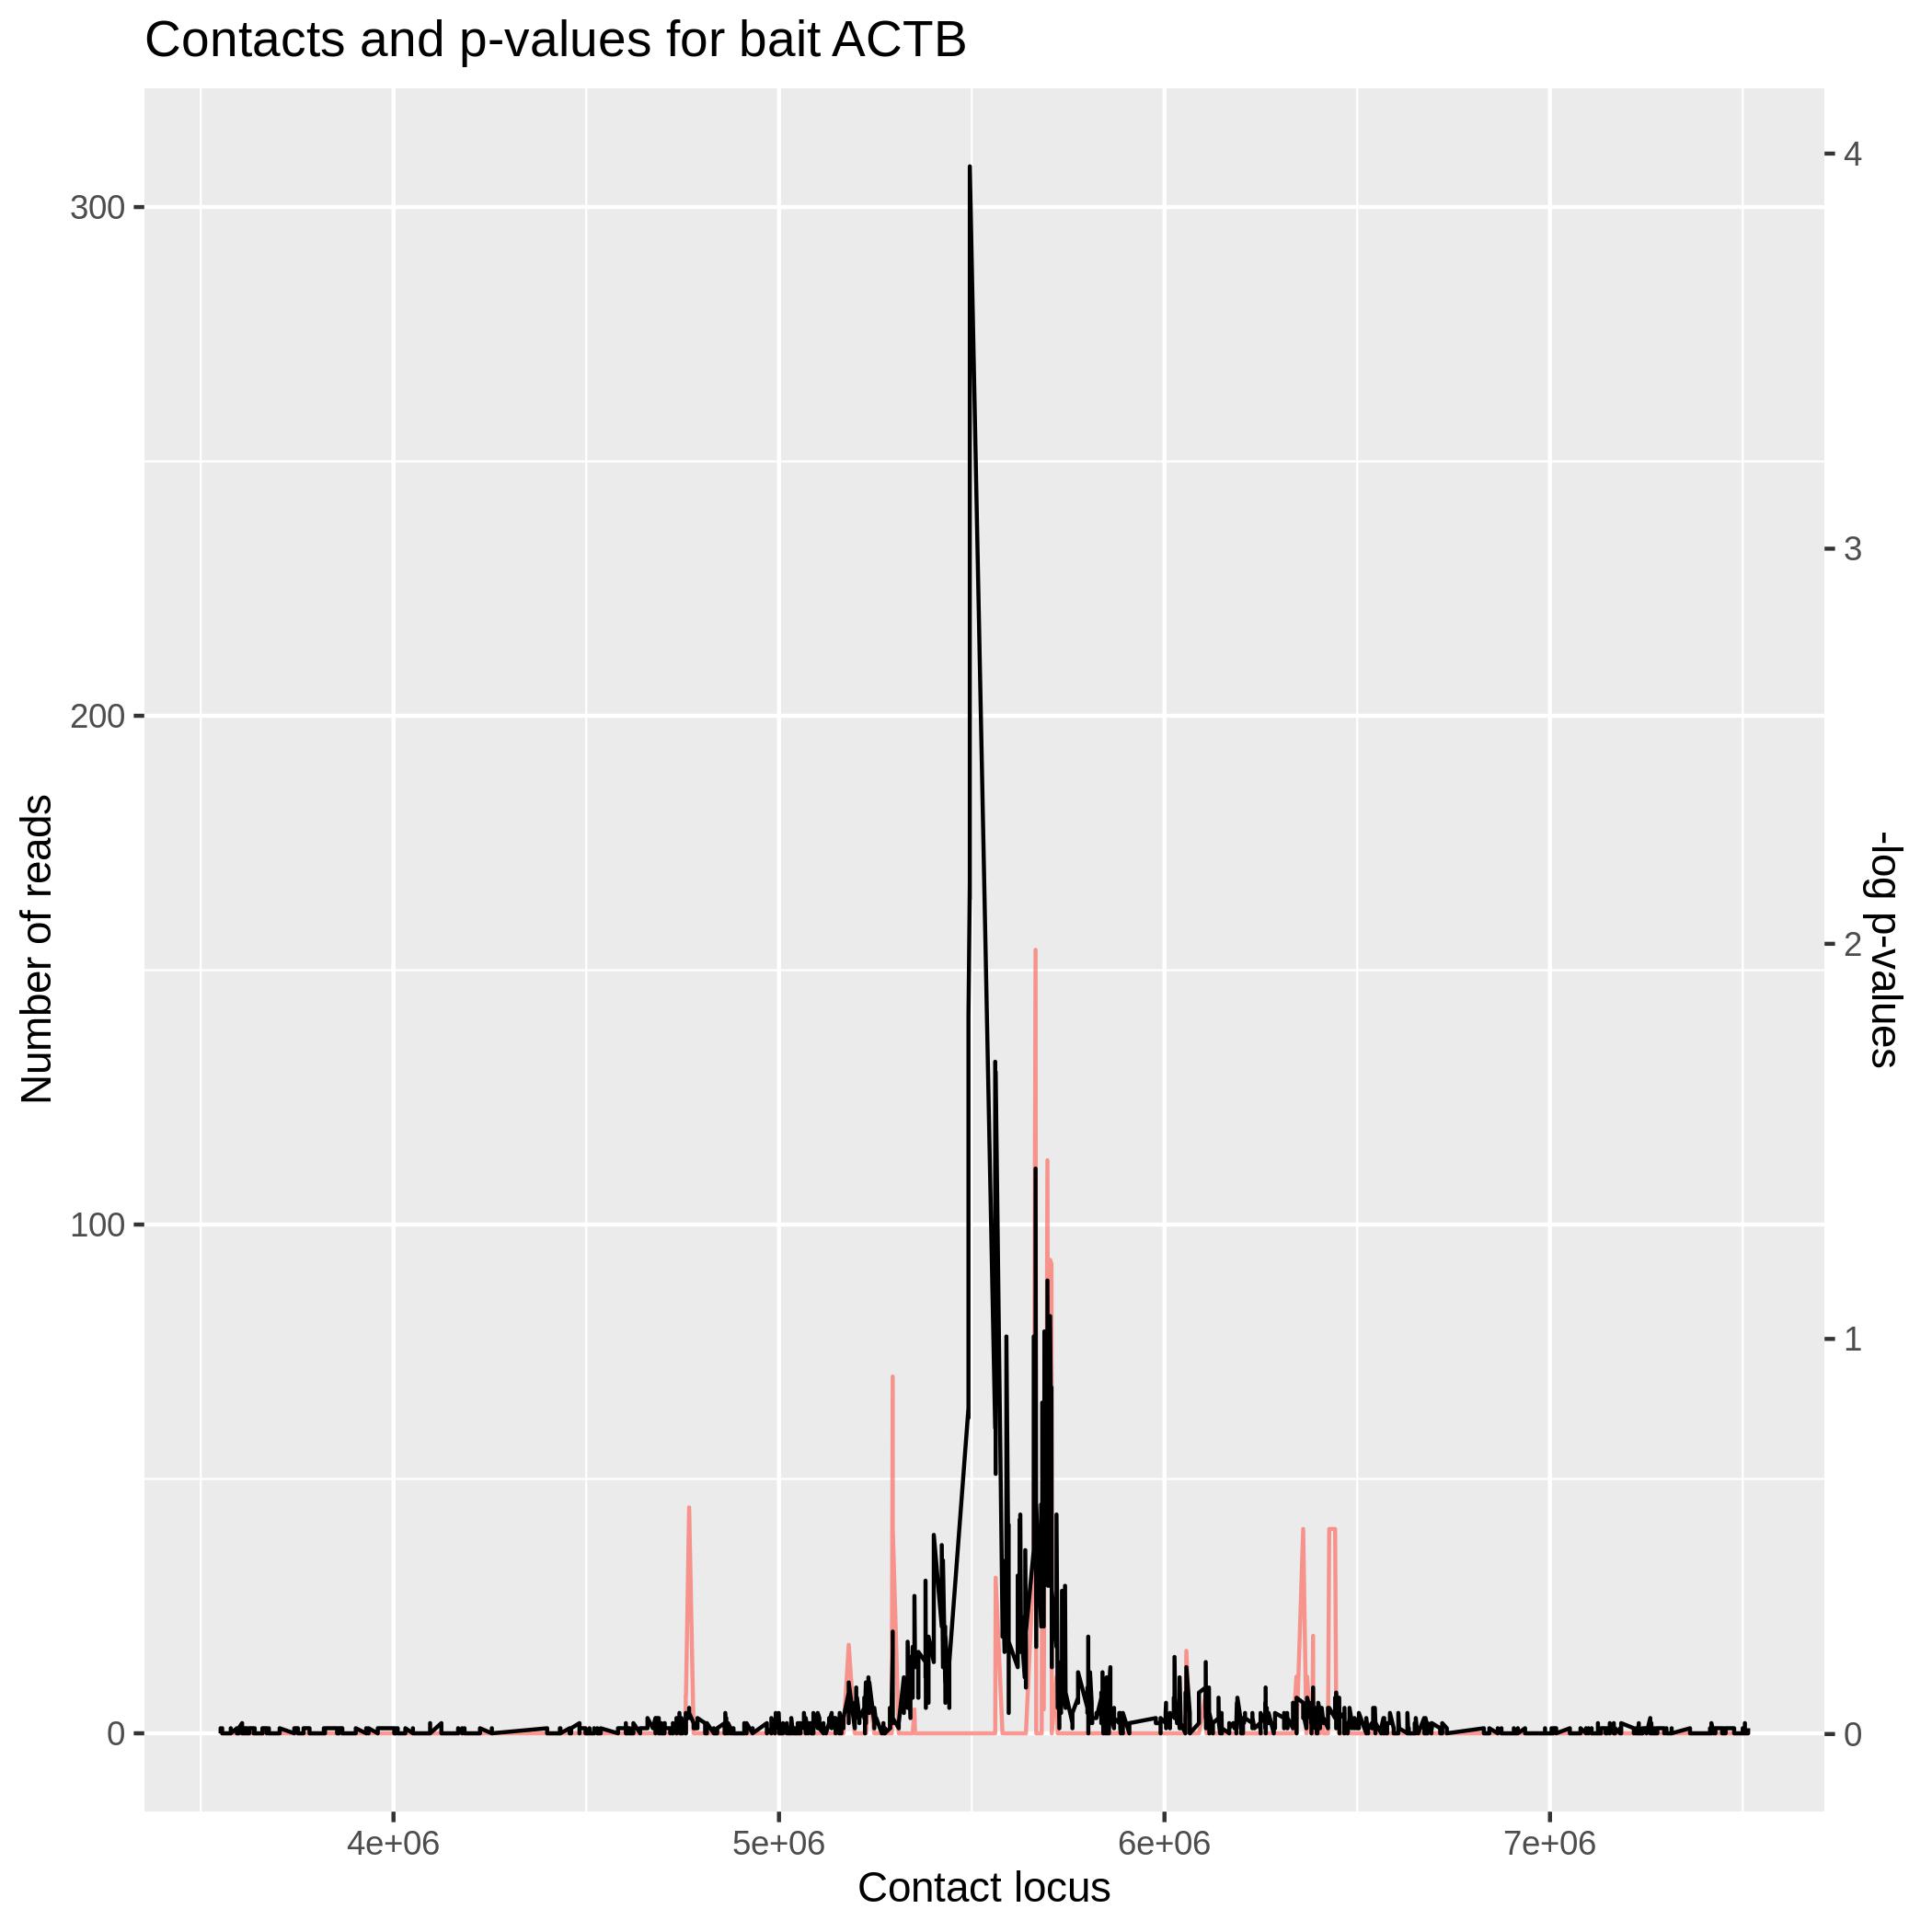 Contacts and p-values for bait ACTB
300
200
100
0
4
3
2
1
0
Number of reads
-log p-values
4e+06
5e+06
6e+06
7e+06
Contact locus